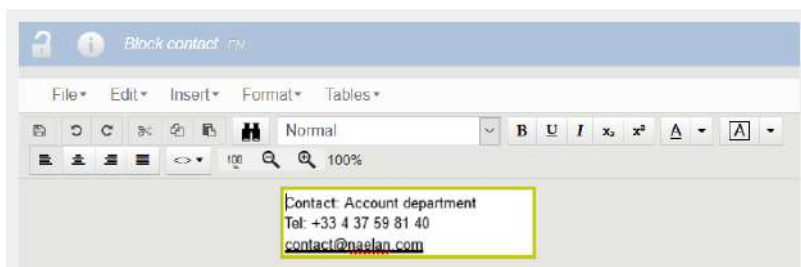 Block contact EN
File Edit Insert Format Tables
Normal B U I x₂ x² A A
100 100%
Contact: Account department
Tel: +33 4 37 59 81 40
contact@naelan.com